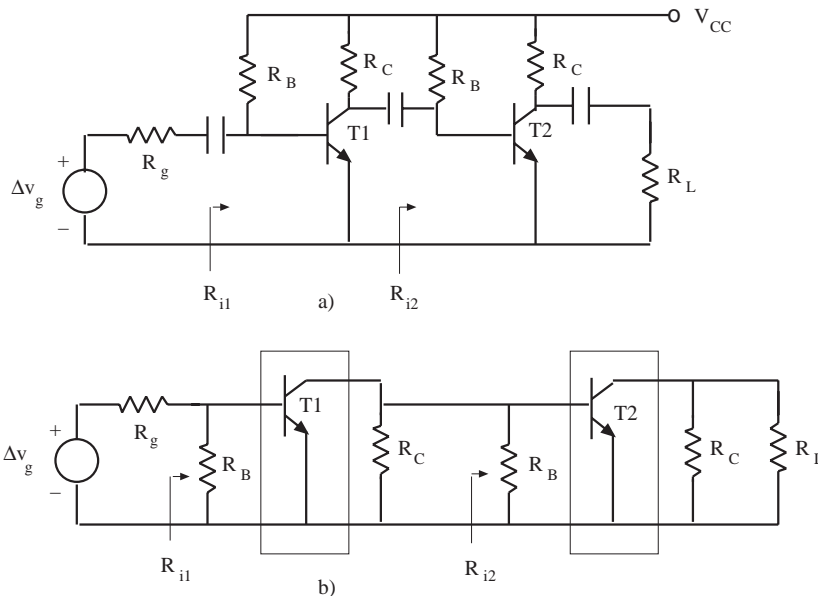 V_CC
R_B
R_C
R_B
R_C
T1
T2
+
R_g
Δv_g
R_L
−
R_i1
R_i2
a)
T1
T2
+
R_g
Δv_g
R_B
R_C
R_B
R_C
R_L
−
R_i1
R_i2
b)